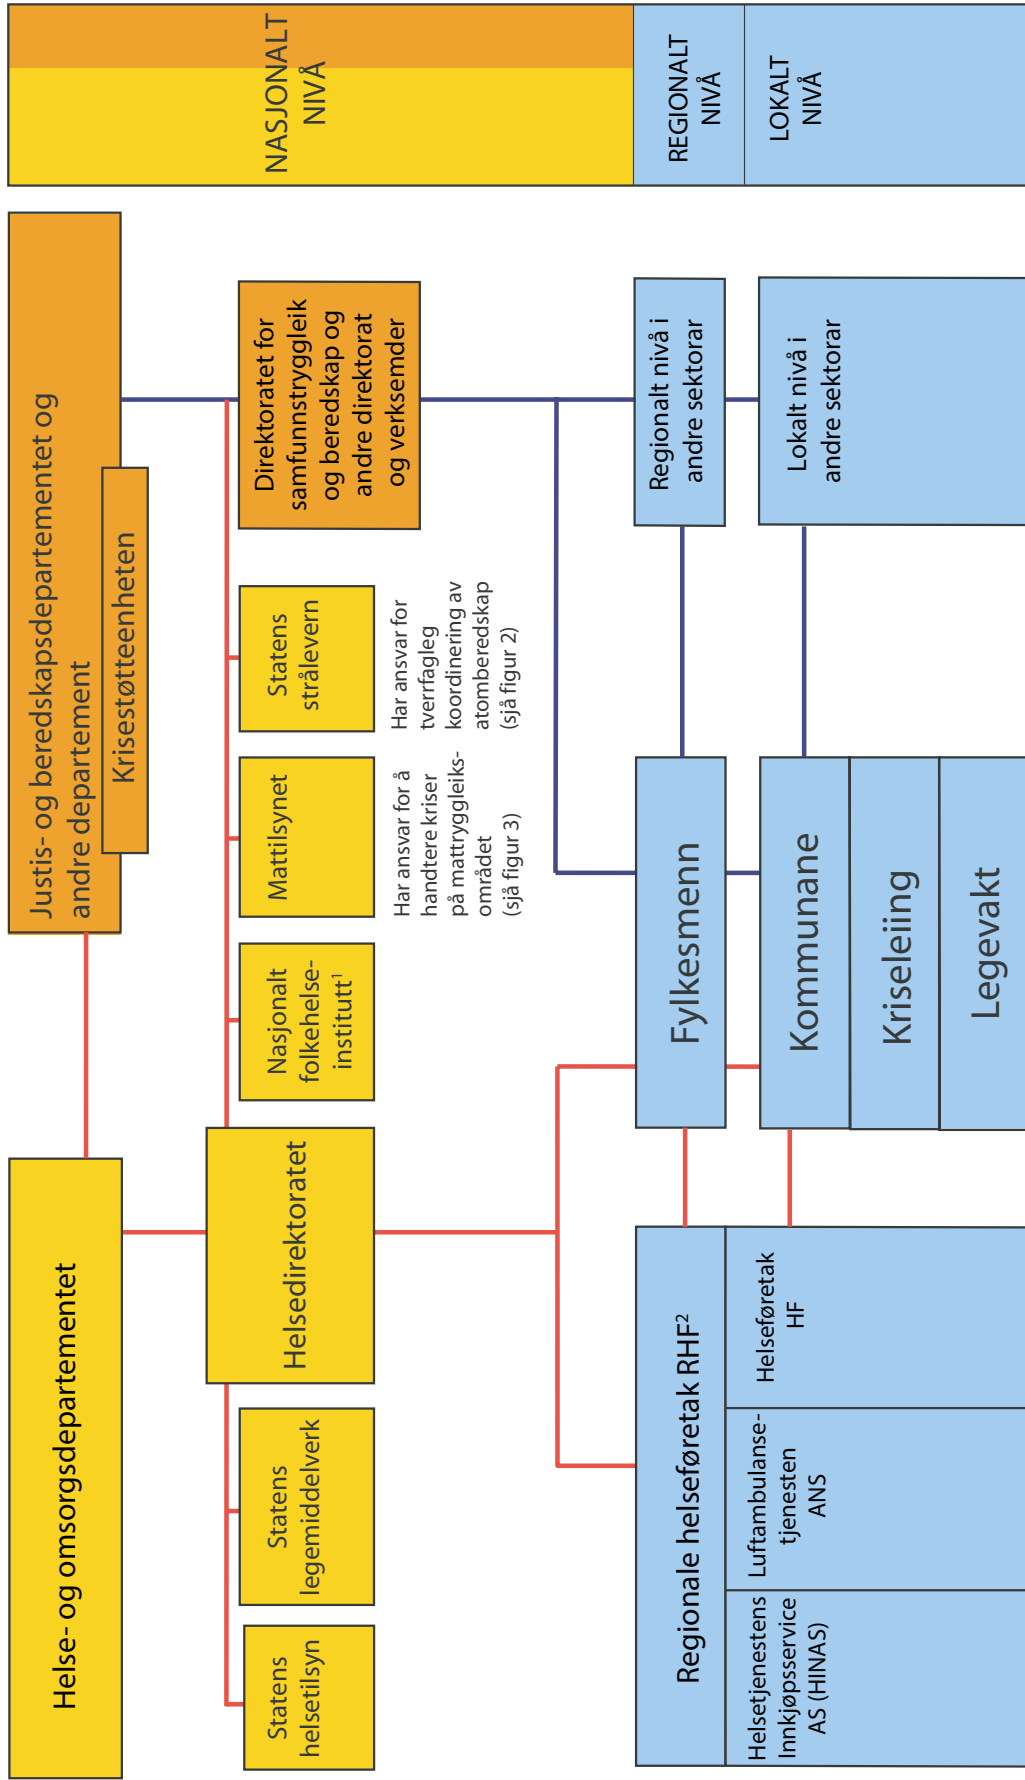 Helse- og omsorgsdepartementet
Justis- og beredskapsdepartementet og
andre departement
Krisestøtteenheten
NASJONALT
NIVÅ
Statens
helsetilsyn
Statens
legemiddelverk
Helsedirektoratet
Nasjonalt
folkehelse-
institutt¹
Mattilsynet
Har ansvar for å
handtere kriser
på mattryggleiks-
området
(sjå figur 3)
Statens
strålevern
Har ansvar for
tverrfagleg
koordinering av
atomberedskap
(sjå figur 2)
Direktoratet for
samfunnstryggleik
og beredskap og
andre direktorat
og verksemder
Regionale helseføretak RHF²
Fylkesmenn
Regionalt nivå i
andre sektorar
REGIONALT
NIVÅ
Helsetjenestens
Innkjøpsservice
AS (HINAS)
Luftambulanse-
tjenesten
ANS
Helseføretak
HF
Kommunane
Kriseleiing
Legevakt
Lokalt nivå i
andre sektorar
LOKALT
NIVÅ